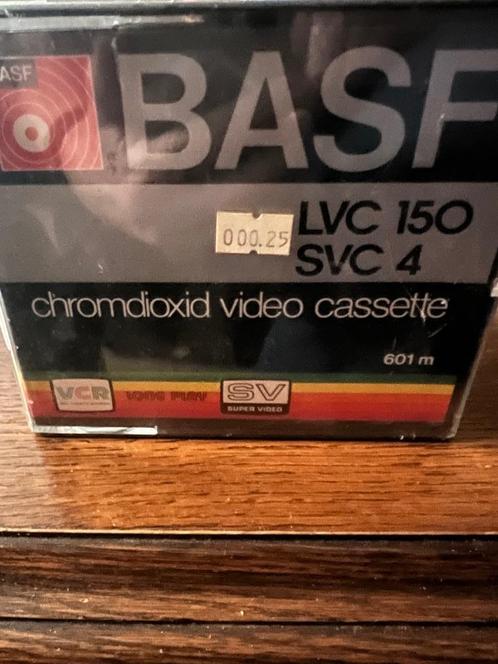 BASF
BASF
LVC 150
000.25
SVC 4
chromdioxid video cassette
601 m
VCR LONG PLAY SV
SUPER VIDEO